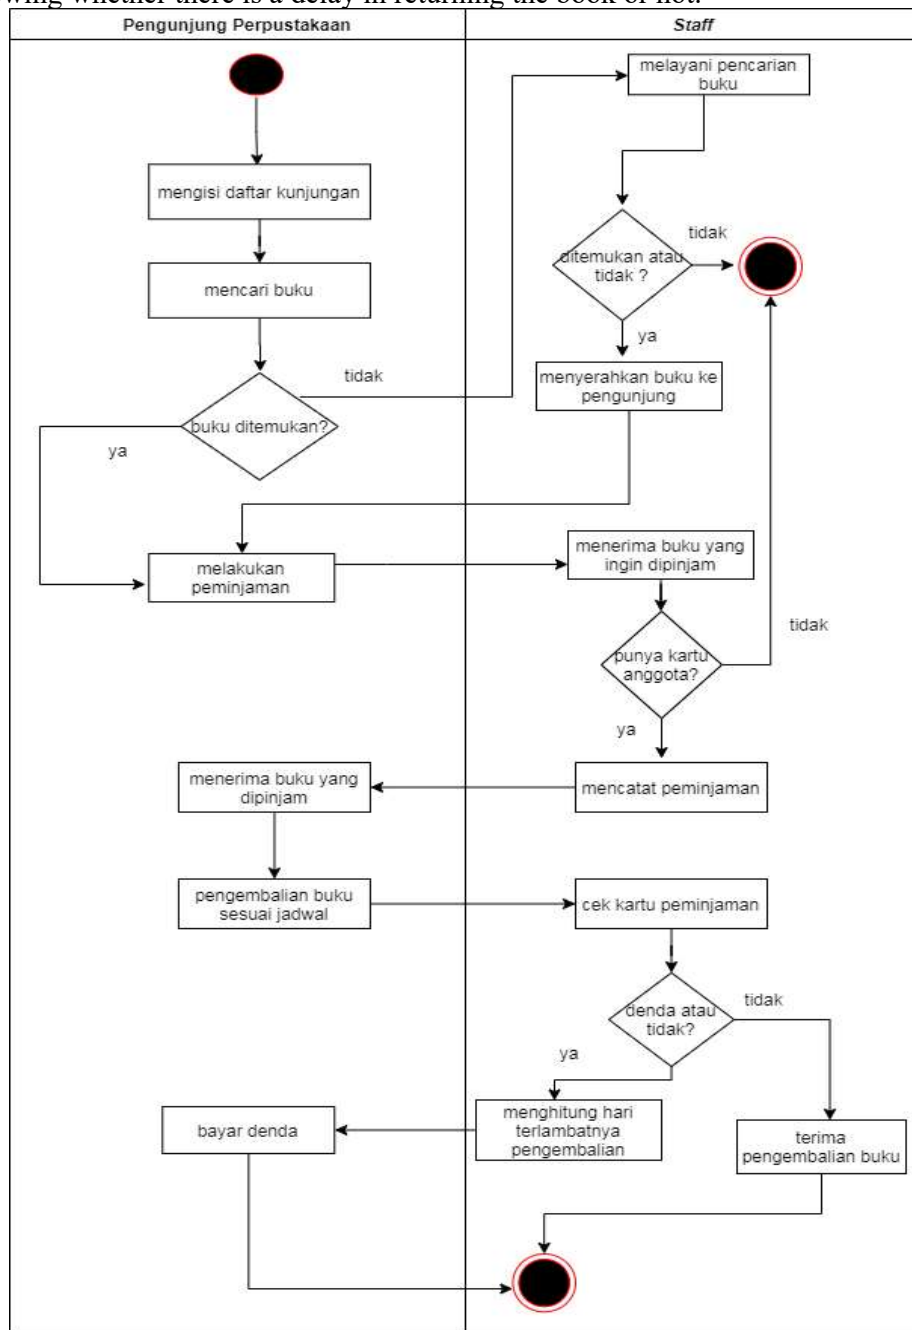 wing whether there is a delay in returning the book or not.
Pengunjung Perpustakaan
Staff
melayani pencarian
buku
mengisi daftar kunjungan
mencari buku
ditemukan atau
tidak ?
tidak
ya
buku ditemukan?
tidak
ya
menyerahkan buku ke
pengunjung
melakukan
peminjaman
menerima buku yang
ingin dipinjam
punya kartu
anggota?
tidak
ya
mencatat peminjaman
menerima buku yang
dipinjam
pengembalian buku
sesuai jadwal
cek kartu peminjaman
denda atau
tidak?
tidak
ya
menghitung hari
terlambatnya
pengembalian
bayar denda
terima
pengembalian buku